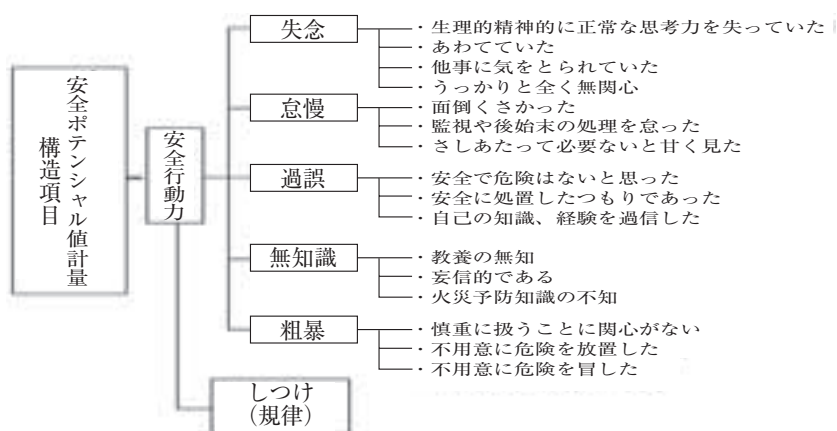 安全ポテンシャル値計量
構造項目
安全行動力
失念
・生理的精神的に正常な思考力を失っていた
・あわてていた
・他事に気をとられていた
・うっかりと全く無関心
怠慢
・面倒くさかった
・監視や後始末の処理を怠った
・さしあたって必要ないと甘く見た
過誤
・安全で危険はないと思った
・安全に処置したつもりであった
・自己の知識、経験を過信した
無知識
・教養の無知
・妄信的である
・火災予防知識の不知
粗暴
・慎重に扱うことに関心がない
・不用意に危険を放置した
・不用意に危険を冒した
しつけ
（規律）